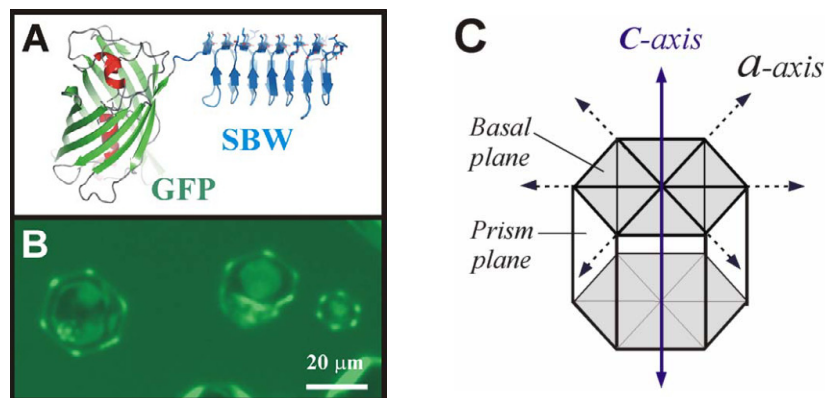 A
GFP
SBW
B
20 μm
C
C-axis
a-axis
Basal
plane
Prism
plane